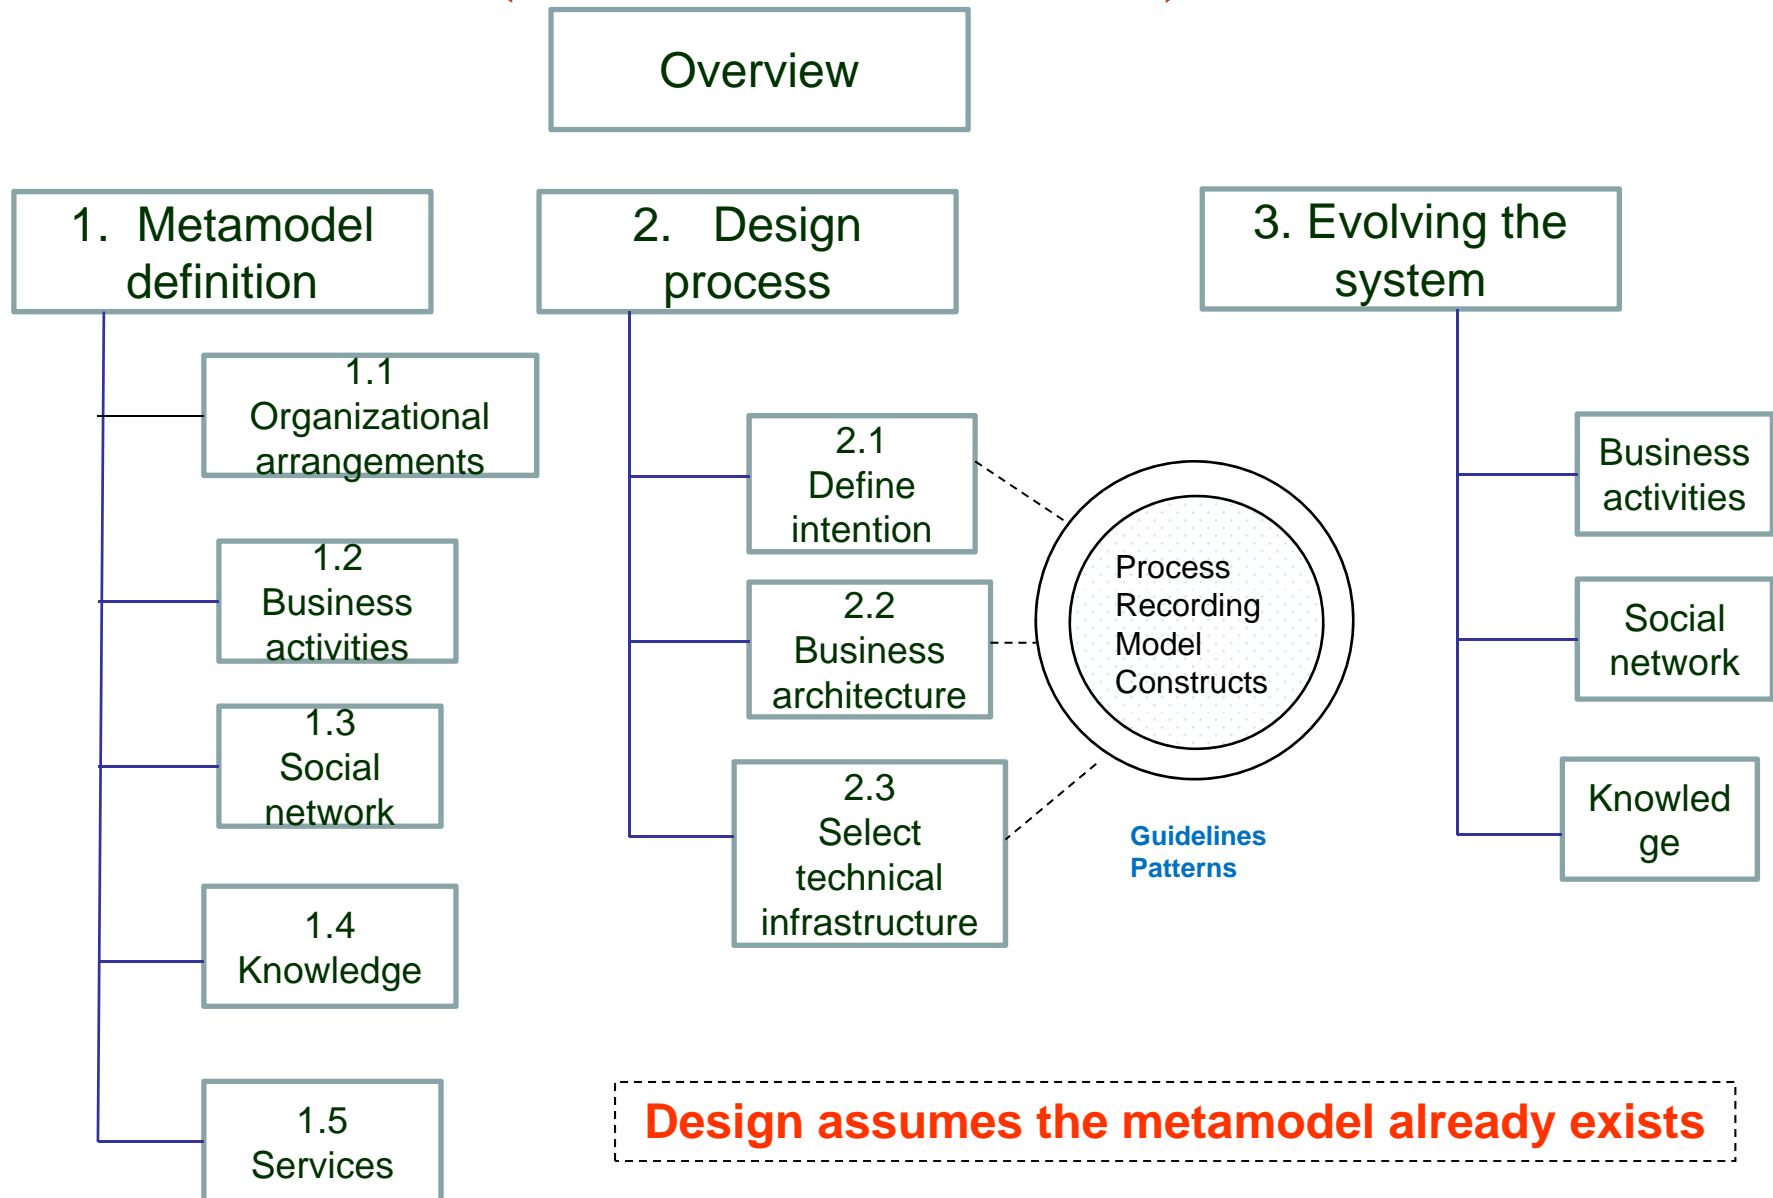 Overview
1. Metamodel
definition
2. Design
process
3. Evolving the
system
1.1
Organizational
arrangements
1.2
Business
activities
1.3
Social
network
1.4
Knowledge
1.5
Services
2.1
Define
intention
2.2
Business
architecture
2.3
Select
technical
infrastructure
Process
Recording
Model
Constructs
Guidelines
Patterns
Business
activities
Social
network
Knowled
ge
Design assumes the metamodel already exists